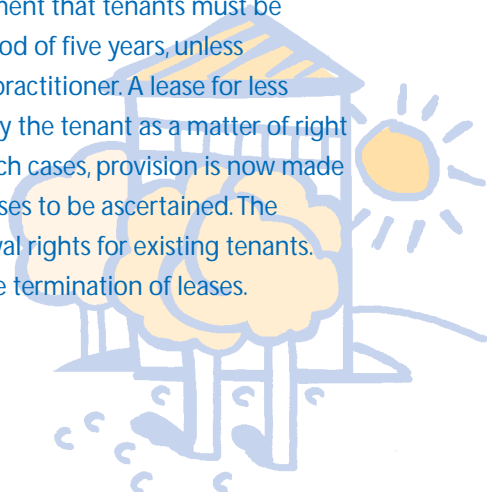 ment that tenants must be
od of five years, unless
practitioner. A lease for less
y the tenant as a matter of right
ch cases, provision is now made
ses to be ascertained. The
val rights for existing tenants.
e termination of leases.